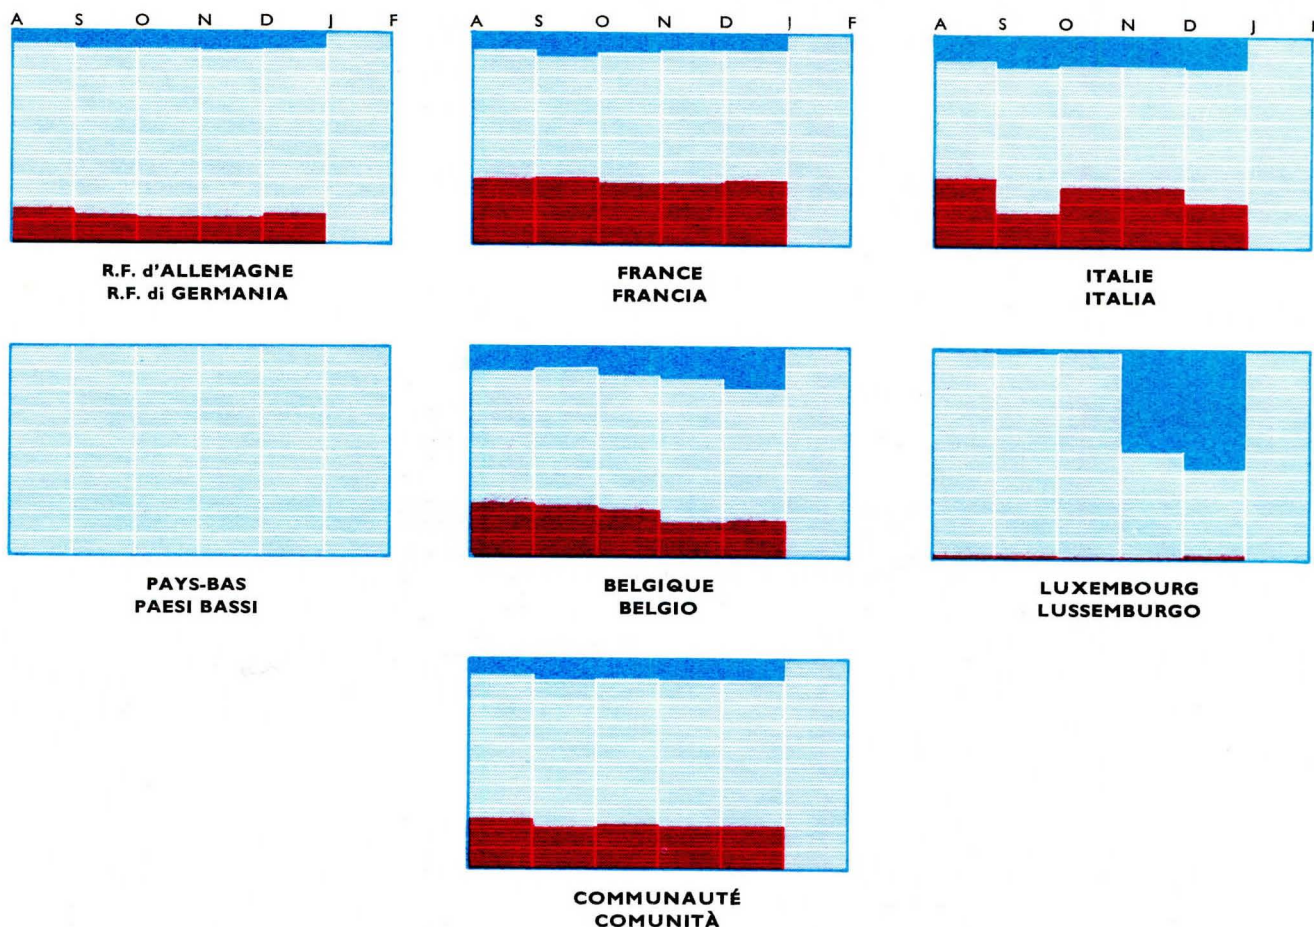 A S O N D J F
A S O N D J F
A S O N D J F
R.F. d'ALLEMAGNE
R.F. di GERMANIA
FRANCE
FRANCIA
ITALIE
ITALIA
PAYS-BAS
PAESI BASSI
BELGIQUE
BELGIO
LUXEMBOURG
LUSSEMBURGO
COMMUNAUTÉ
COMUNITÀ